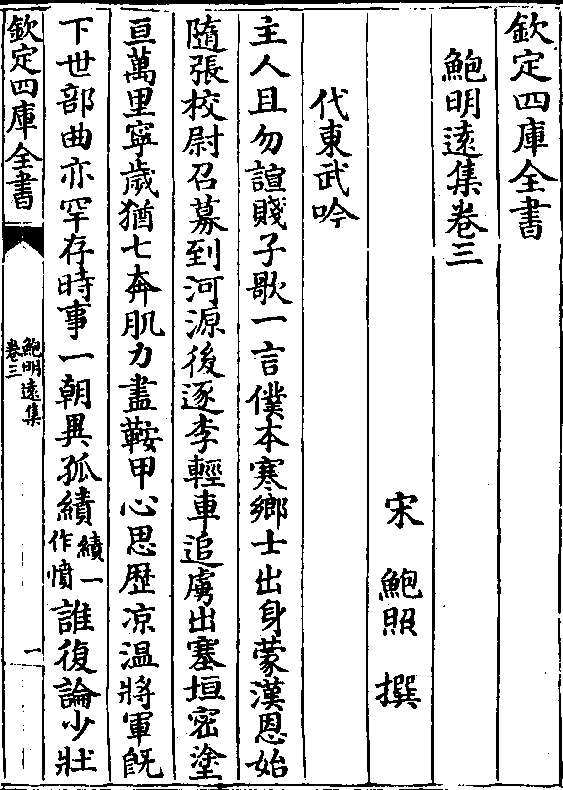 欽定四庫全書
鮑明遠集卷三
宋 鮑照 撰
代東武吟
主人且勿諠賤子歌一言僕本寒鄉士出身蒙漢恩始
隨張校尉召募到河源後逐李輕車追虜出塞垣密塗
亘萬里寧歲猶七奔肌力盡鞍甲心思歴凉温將軍旣
下世部曲亦罕存時事一朝異孤績績一作憤誰復論少壯
欽定四庫全書
鮑明遠集
卷三
一